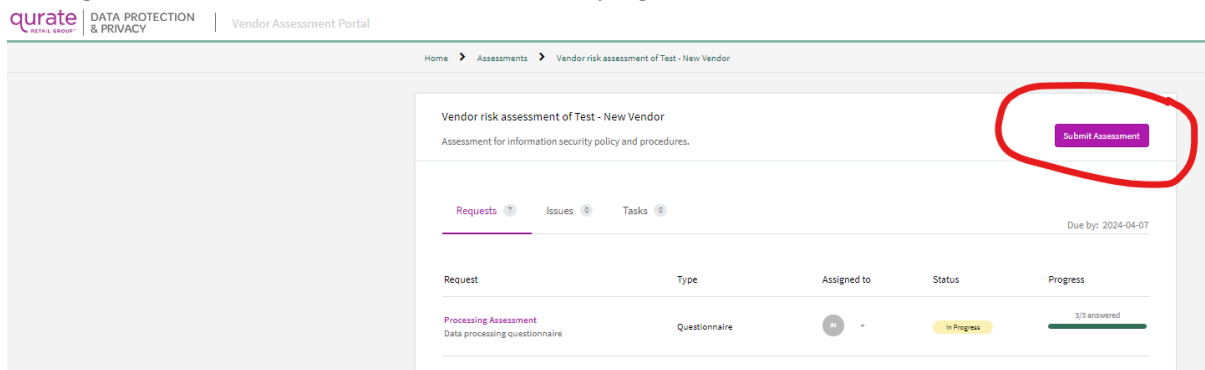 qurate
RETAIL GROUP
DATA PROTECTION
& PRIVACY
Vendor Assessment Portal
Home > Assessments > Vendor risk assessment of Test - New Vendor
Vendor risk assessment of Test - New Vendor
Assessment for information security policy and procedures.
Submit Assessment
Requests 7 Issues 0 Tasks 0
Due by: 2024-04-07
Request Type Assigned to Status Progress
Processing Assessment
Data processing questionnaire
Questionnaire
AI
In Progress
3/3 answered